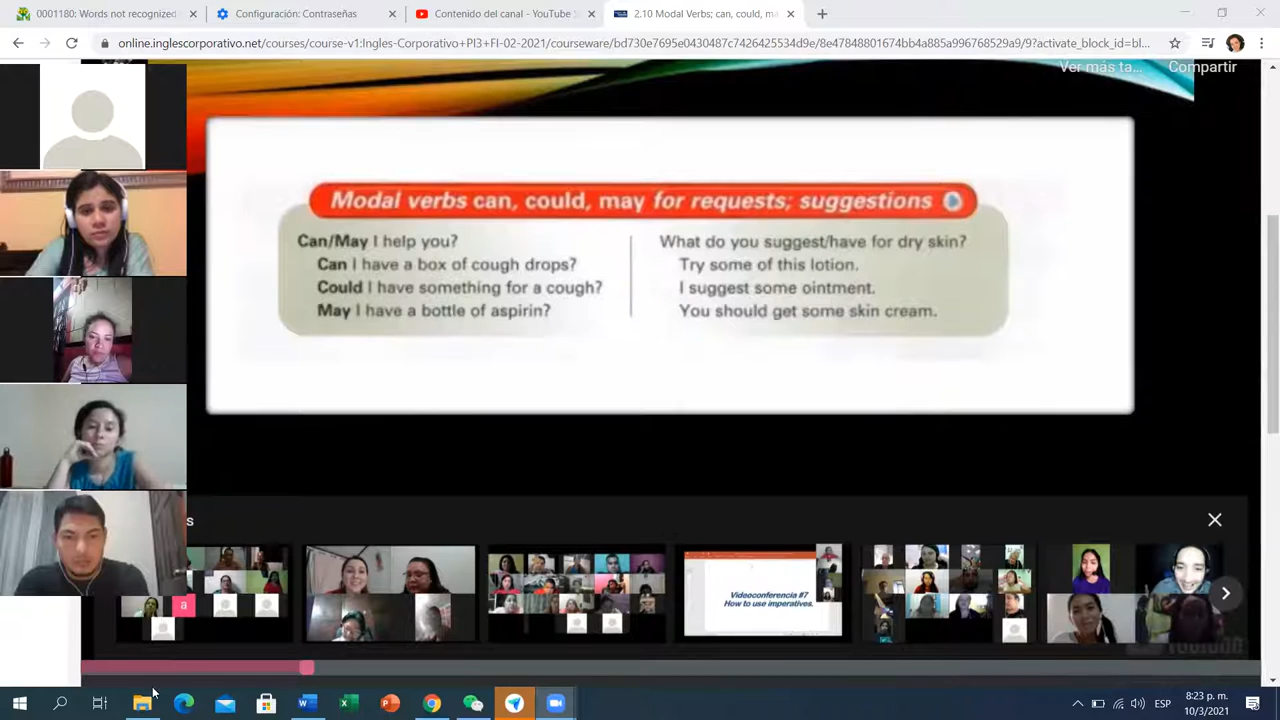 0001180: Words not recognized
Configuración: Contraseña
Contenido del canal - YouTube
2.10 Modal Verbs; can, could, ma
online.inglescorporativo.net/courses/course-v1:Ingles-Corporativo+PI3+FI-02-2021/courseware/bd730e7695e0430487c7426425534d9e/8e47848801674bb4a885a996768529a9/9?activate_block_id=bl...
Ver más ta...
Compartir
Modal verbs can, could, may for requests; suggestions
Can/May I help you?
Can I have a box of cough drops?
Could I have something for a cough?
May I have a bottle of aspirin?
What do you suggest/have for dry skin?
Try some of this lotion.
I suggest some ointment.
You should get some skin cream.
s
a
Videoconferencia #7
How to use imperatives.
ESP
8:23 p. m.
10/3/2021